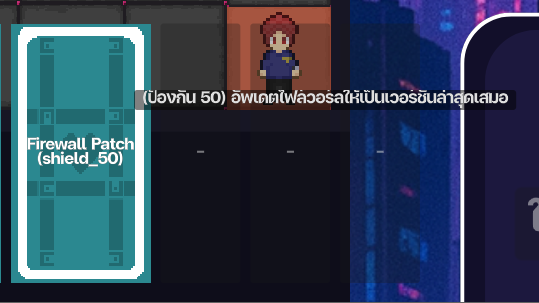 (ป้องกัน 50) อัพเดตไฟล์วอร์ลให้เป็นเวอร์ชันล่าสุดเสมอ
Firewall Patch
(shield_50)
- - -